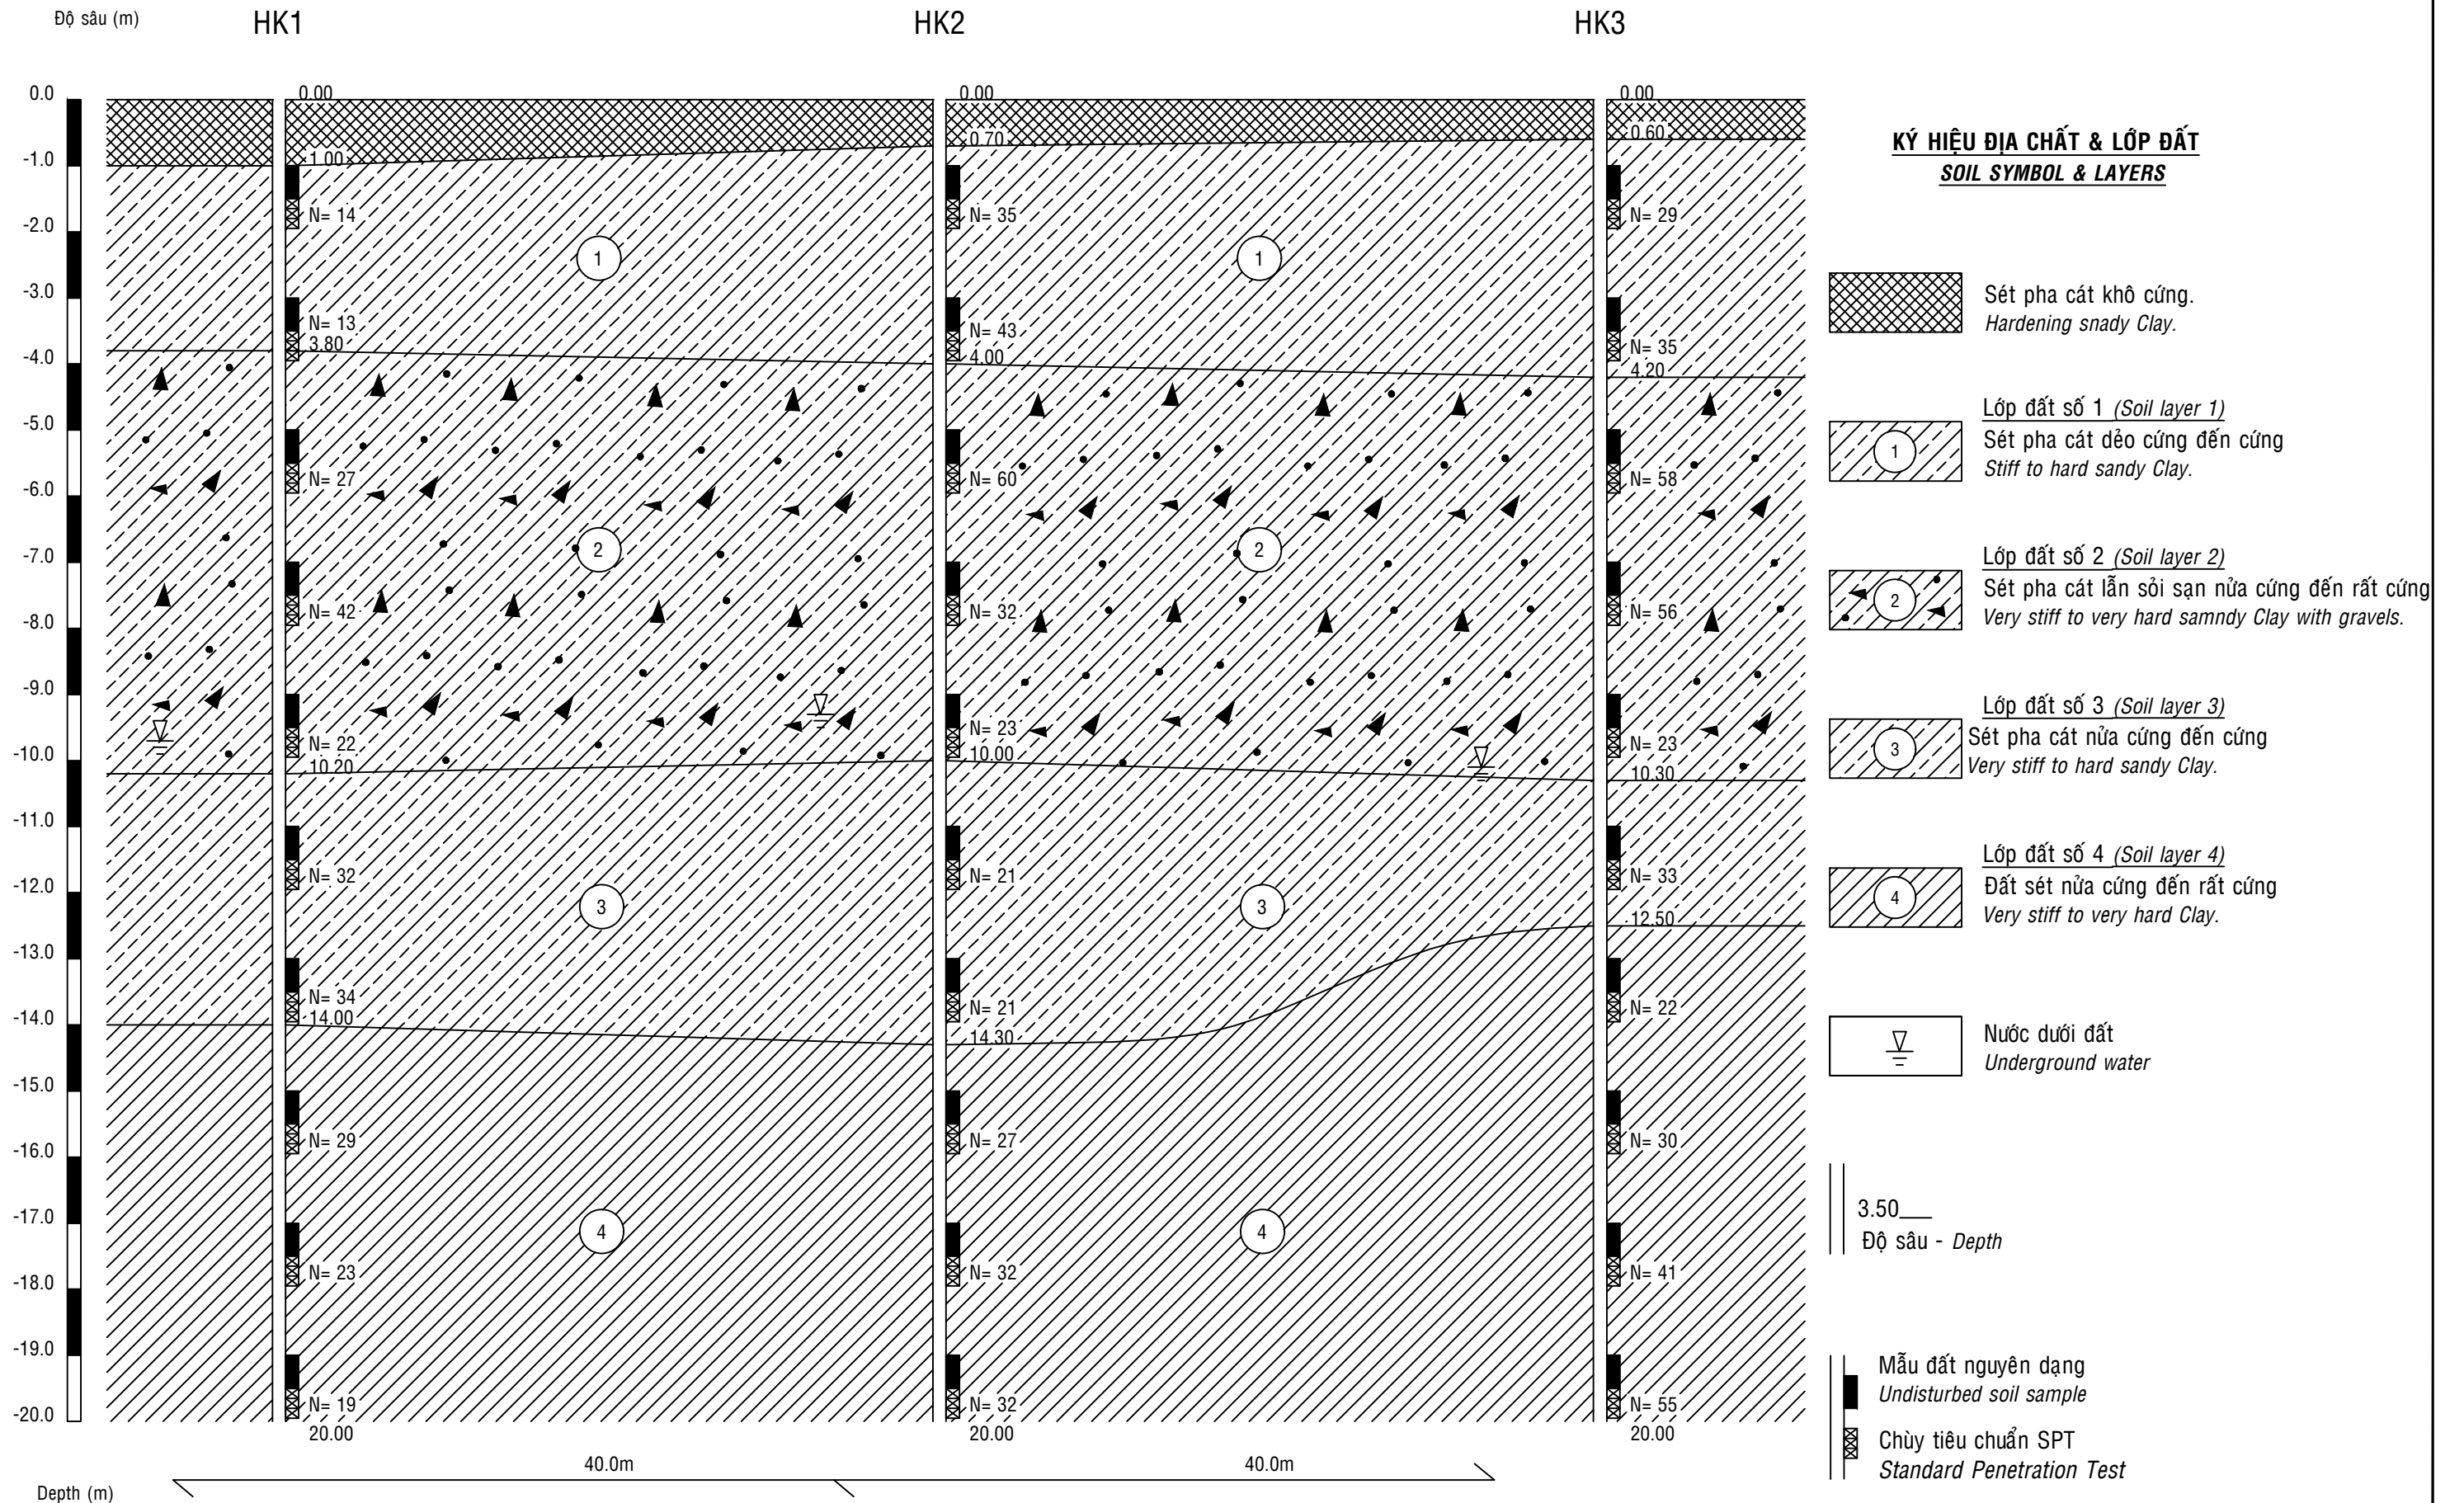 Độ sâu (m)
HK1
HK2
HK3
0.0
-1.0
-2.0
-3.0
-4.0
-5.0
-6.0
-7.0
-8.0
-9.0
-10.0
-11.0
-12.0
-13.0
-14.0
-15.0
-16.0
-17.0
-18.0
-19.0
-20.0
Depth (m)
0.00
1.00
N= 14
N= 13
3.80
N= 27
N= 42
N= 22
10.20
N= 32
N= 34
14.00
N= 29
N= 23
N= 19
20.00
1
2
3
4
40.0m
0.00
0.70
N= 35
N= 43
4.00
N= 60
N= 32
N= 23
10.00
N= 21
N= 21
14.30
N= 27
N= 32
N= 32
20.00
1
2
3
4
40.0m
0.00
0.60
N= 29
N= 35
4.20
N= 58
N= 56
N= 23
10.30
N= 33
12.50
N= 22
N= 30
N= 41
N= 55
20.00
KÝ HIỆU ĐỊA CHẤT & LỚP ĐẤT
SOIL SYMBOL & LAYERS
Sét pha cát khô cứng.
Hardening snady Clay.
Lớp đất số 1 (Soil layer 1)
1
Sét pha cát dẻo cứng đến cứng
Stiff to hard sandy Clay.
Lớp đất số 2 (Soil layer 2)
2
Sét pha cát lẫn sỏi sạn nửa cứng đến rất cứng
Very stiff to very hard samndy Clay with gravels.
Lớp đất số 3 (Soil layer 3)
3
Sét pha cát nửa cứng đến cứng
Very stiff to hard sandy Clay.
Lớp đất số 4 (Soil layer 4)
4
Đất sét nửa cứng đến rất cứng
Very stiff to very hard Clay.
Nước dưới đất
Underground water
3.50
Độ sâu - Depth
Mẫu đất nguyên dạng
Undisturbed soil sample
Chùy tiêu chuẩn SPT
Standard Penetration Test